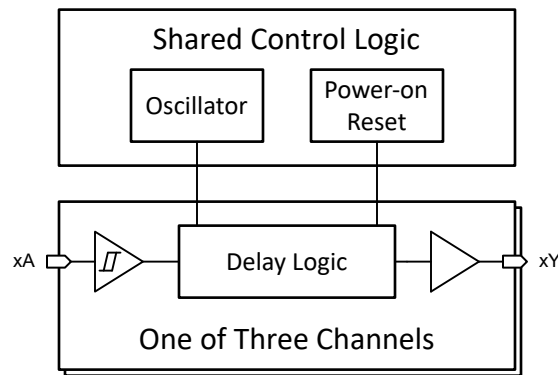 Shared Control Logic
Oscillator
Power-on
Reset
xA
Delay Logic
xY
One of Three Channels